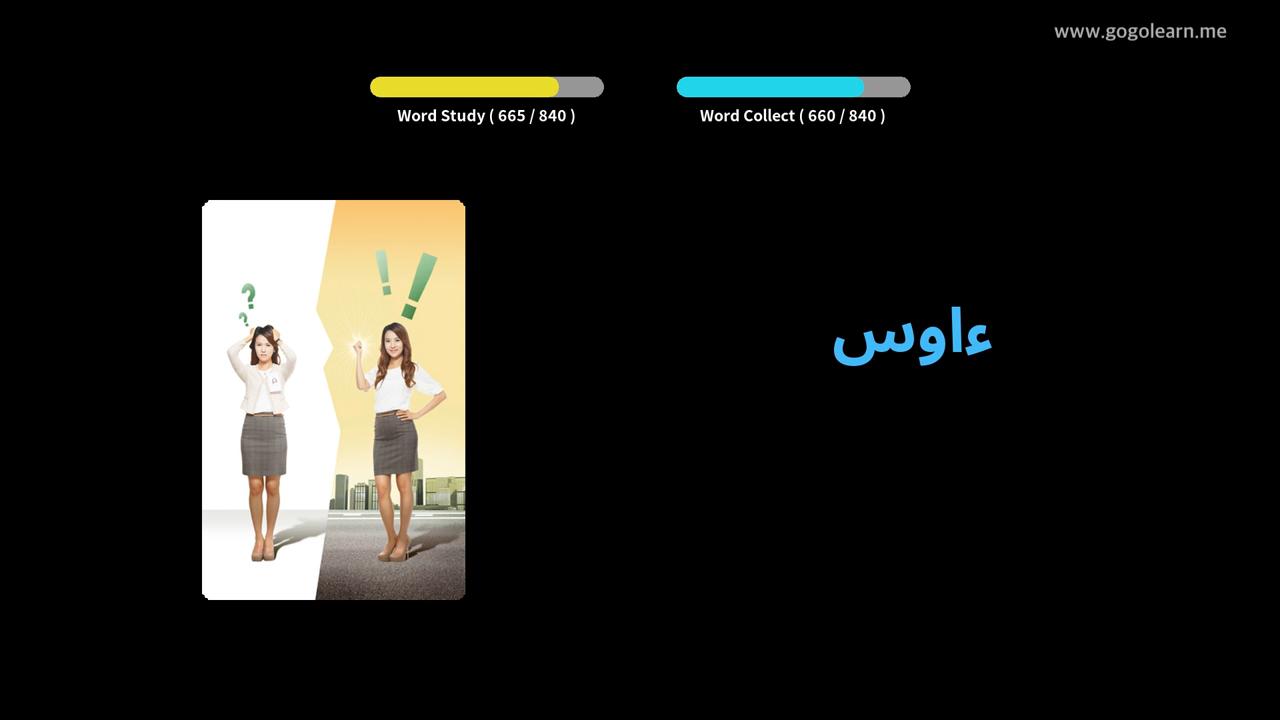 www.gogolearn.me
Word Study ( 665 / 840 )
Word Collect ( 660 / 840 )
ءاوس
? ?
! !